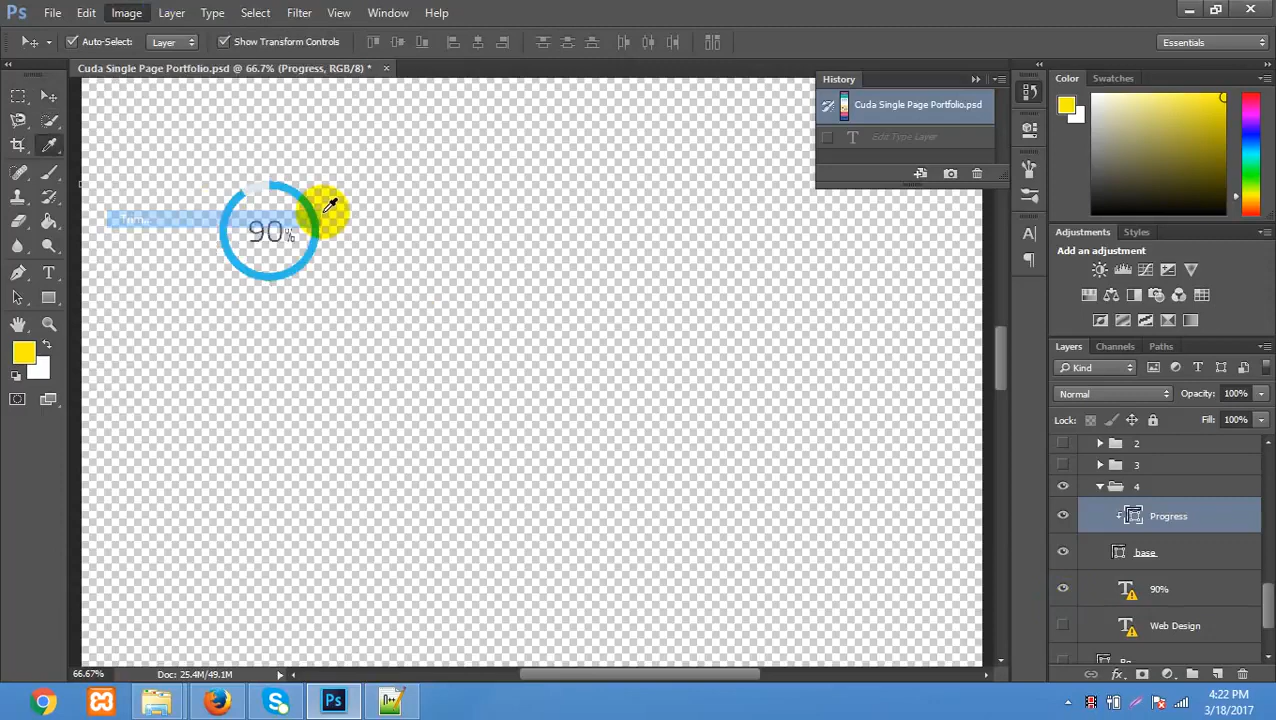 Ps File Edit Image Layer Type Select Filter View Window Help
Auto-Select: Layer Show Transform Controls Essentials
Cuda Single Page Portfolio.psd @ 66.7% (Progress, RGB/8) *
History
Cuda Single Page Portfolio.psd
T Edit Type Layer
Trim...
90%
Color Swatches
Adjustments Styles
Add an adjustment
Layers Channels Paths
Kind
Normal Opacity: 100%
Lock: Fill: 100%
2
3
4
Progress
base
T 90%
T Web Design
66.67% Doc: 25.4M/49.1M
4:22 PM
3/18/2017